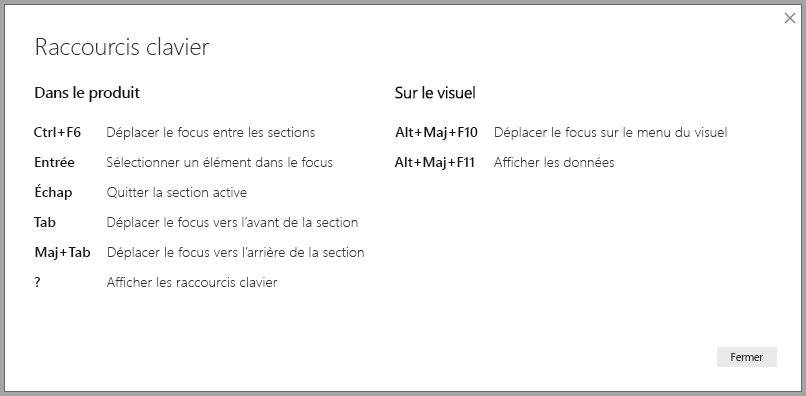 Raccourcis clavier
Dans le produit
Ctrl+F6 Déplacer le focus entre les sections
Entrée Sélectionner un élément dans le focus
Échap Quitter la section active
Tab Déplacer le focus vers l'avant de la section
Maj+Tab Déplacer le focus vers l'arrière de la section
? Afficher les raccourcis clavier
Sur le visuel
Alt+Maj+F10 Déplacer le focus sur le menu du visuel
Alt+Maj+F11 Afficher les données
Fermer